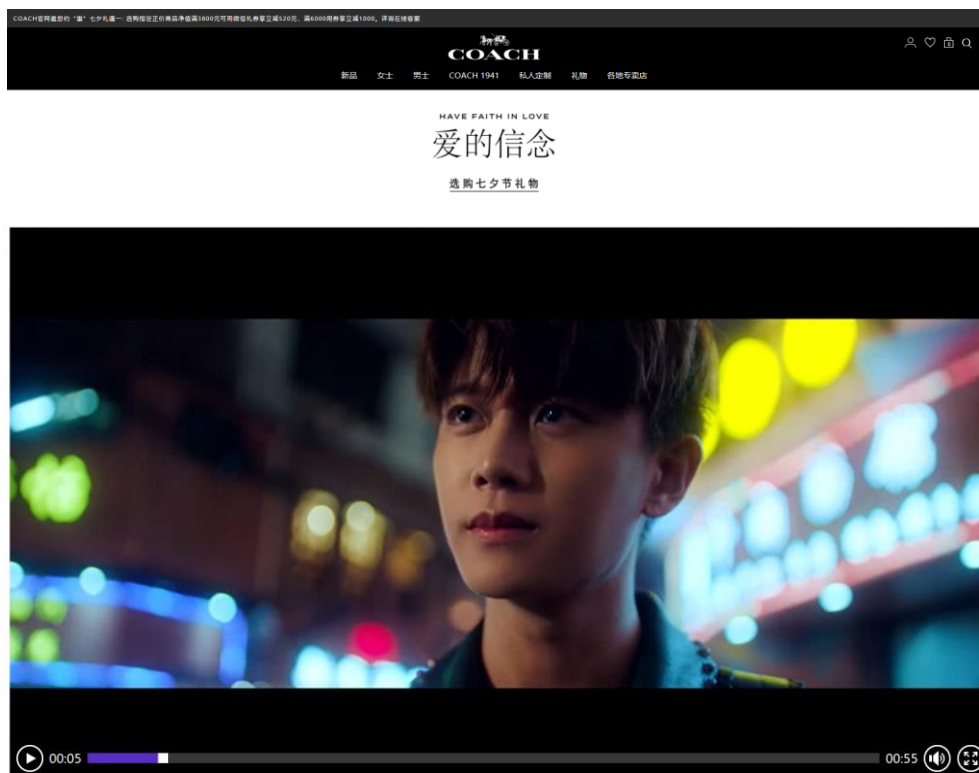 COACH官网邀您约 "惠" 七夕礼遇一: 选购指定正价商品净值满3800元可用微信礼券享立减520元、满6000用券享立减1000, 详询在线客服
COACH
新品 女士 男士 COACH 1941 私人定制 礼物 各地专卖店
HAVE FAITH IN LOVE
爱的信念
选购七夕节礼物
00:05
00:55